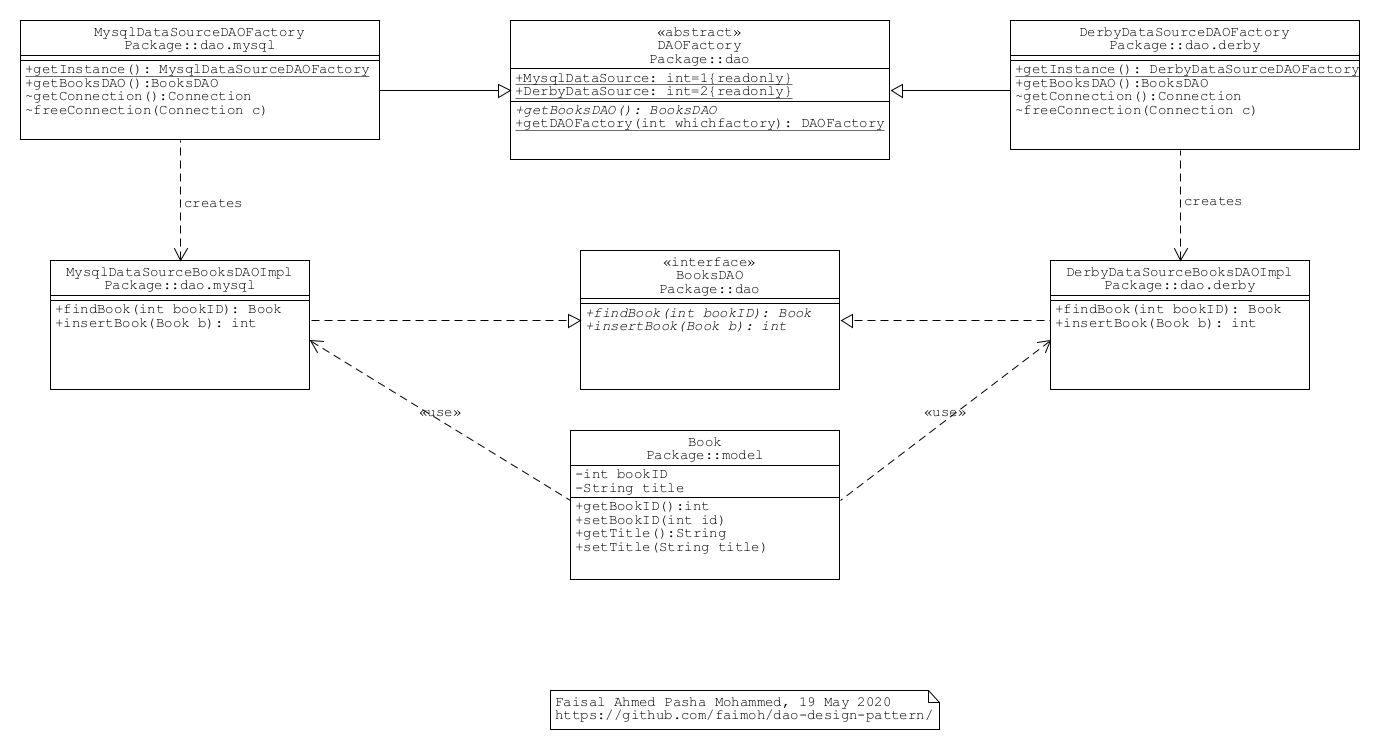 MysqlDataSourceDAOFactory
Package::dao.mysql
+getInstance(): MysqlDataSourceDAOFactory
+getBooksDAO():BooksDAO
~getConnection():Connection
~freeConnection(Connection c)
«abstract»
DAOFactory
Package::dao
+MysqlDataSource: int=1{readonly}
+DerbyDataSource: int=2{readonly}
+getBooksDAO(): BooksDAO
+getDAOFactory(int whichfactory): DAOFactory
DerbyDataSourceDAOFactory
Package::dao.derby
+getInstance(): DerbyDataSourceDAOFactory
+getBooksDAO():BooksDAO
~getConnection():Connection
~freeConnection(Connection c)
creates
creates
MysqlDataSourceBooksDAOImpl
Package::dao.mysql
+findBook(int bookID): Book
+insertBook(Book b): int
«interface»
BooksDAO
Package::dao
+findBook(int bookID): Book
+insertBook(Book b): int
DerbyDataSourceBooksDAOImpl
Package::dao.derby
+findBook(int bookID): Book
+insertBook(Book b): int
«use»
«use»
Book
Package::model
-int bookID
-String title
+getBookID():int
+setBookID(int id)
+getTitle():String
+setTitle(String title)
Faisal Ahmed Pasha Mohammed, 19 May 2020
https://github.com/faimoh/dao-design-pattern/